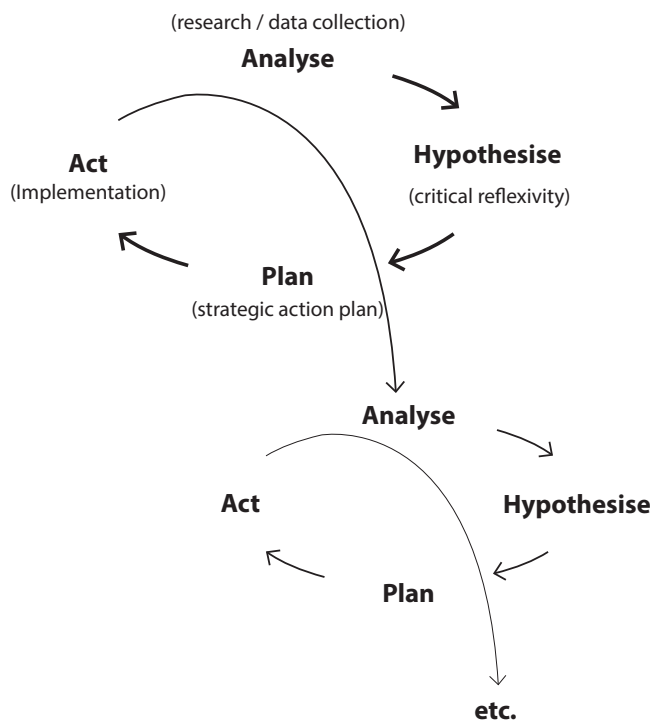 (research / data collection)
Analyse
Hypothesise
(critical reflexivity)
Plan
(strategic action plan)
Act
(Implementation)
Analyse
Hypothesise
Plan
Act
etc.